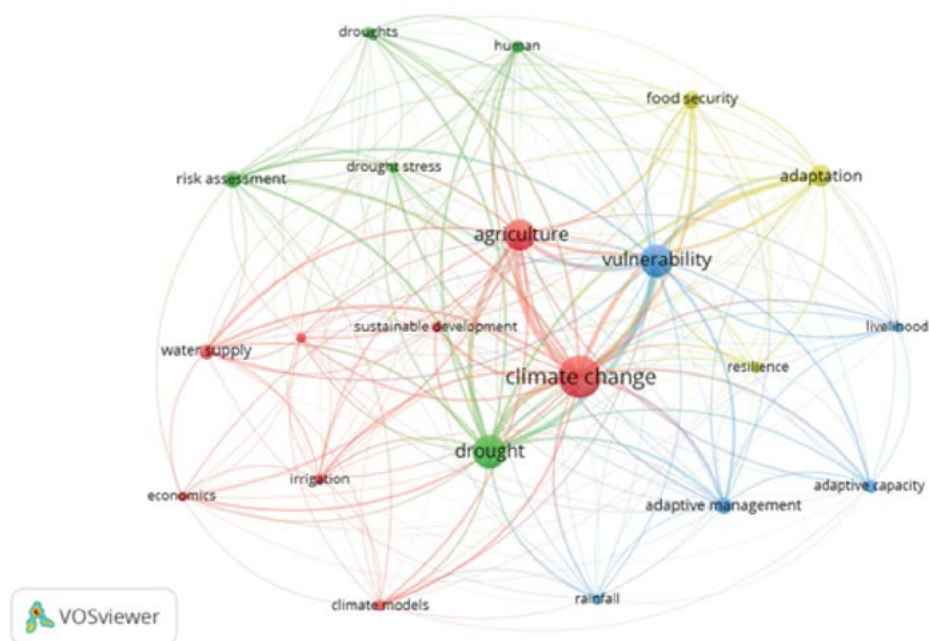 droughts
human
food security
risk assessment
drought stress
adaptation
agriculture
vulnerability
sustainable development
livelihood
water supply
resilience
climate change
drought
irrigation
economics
adaptive management
adaptive capacity
climate models
rainfall
VOSviewer